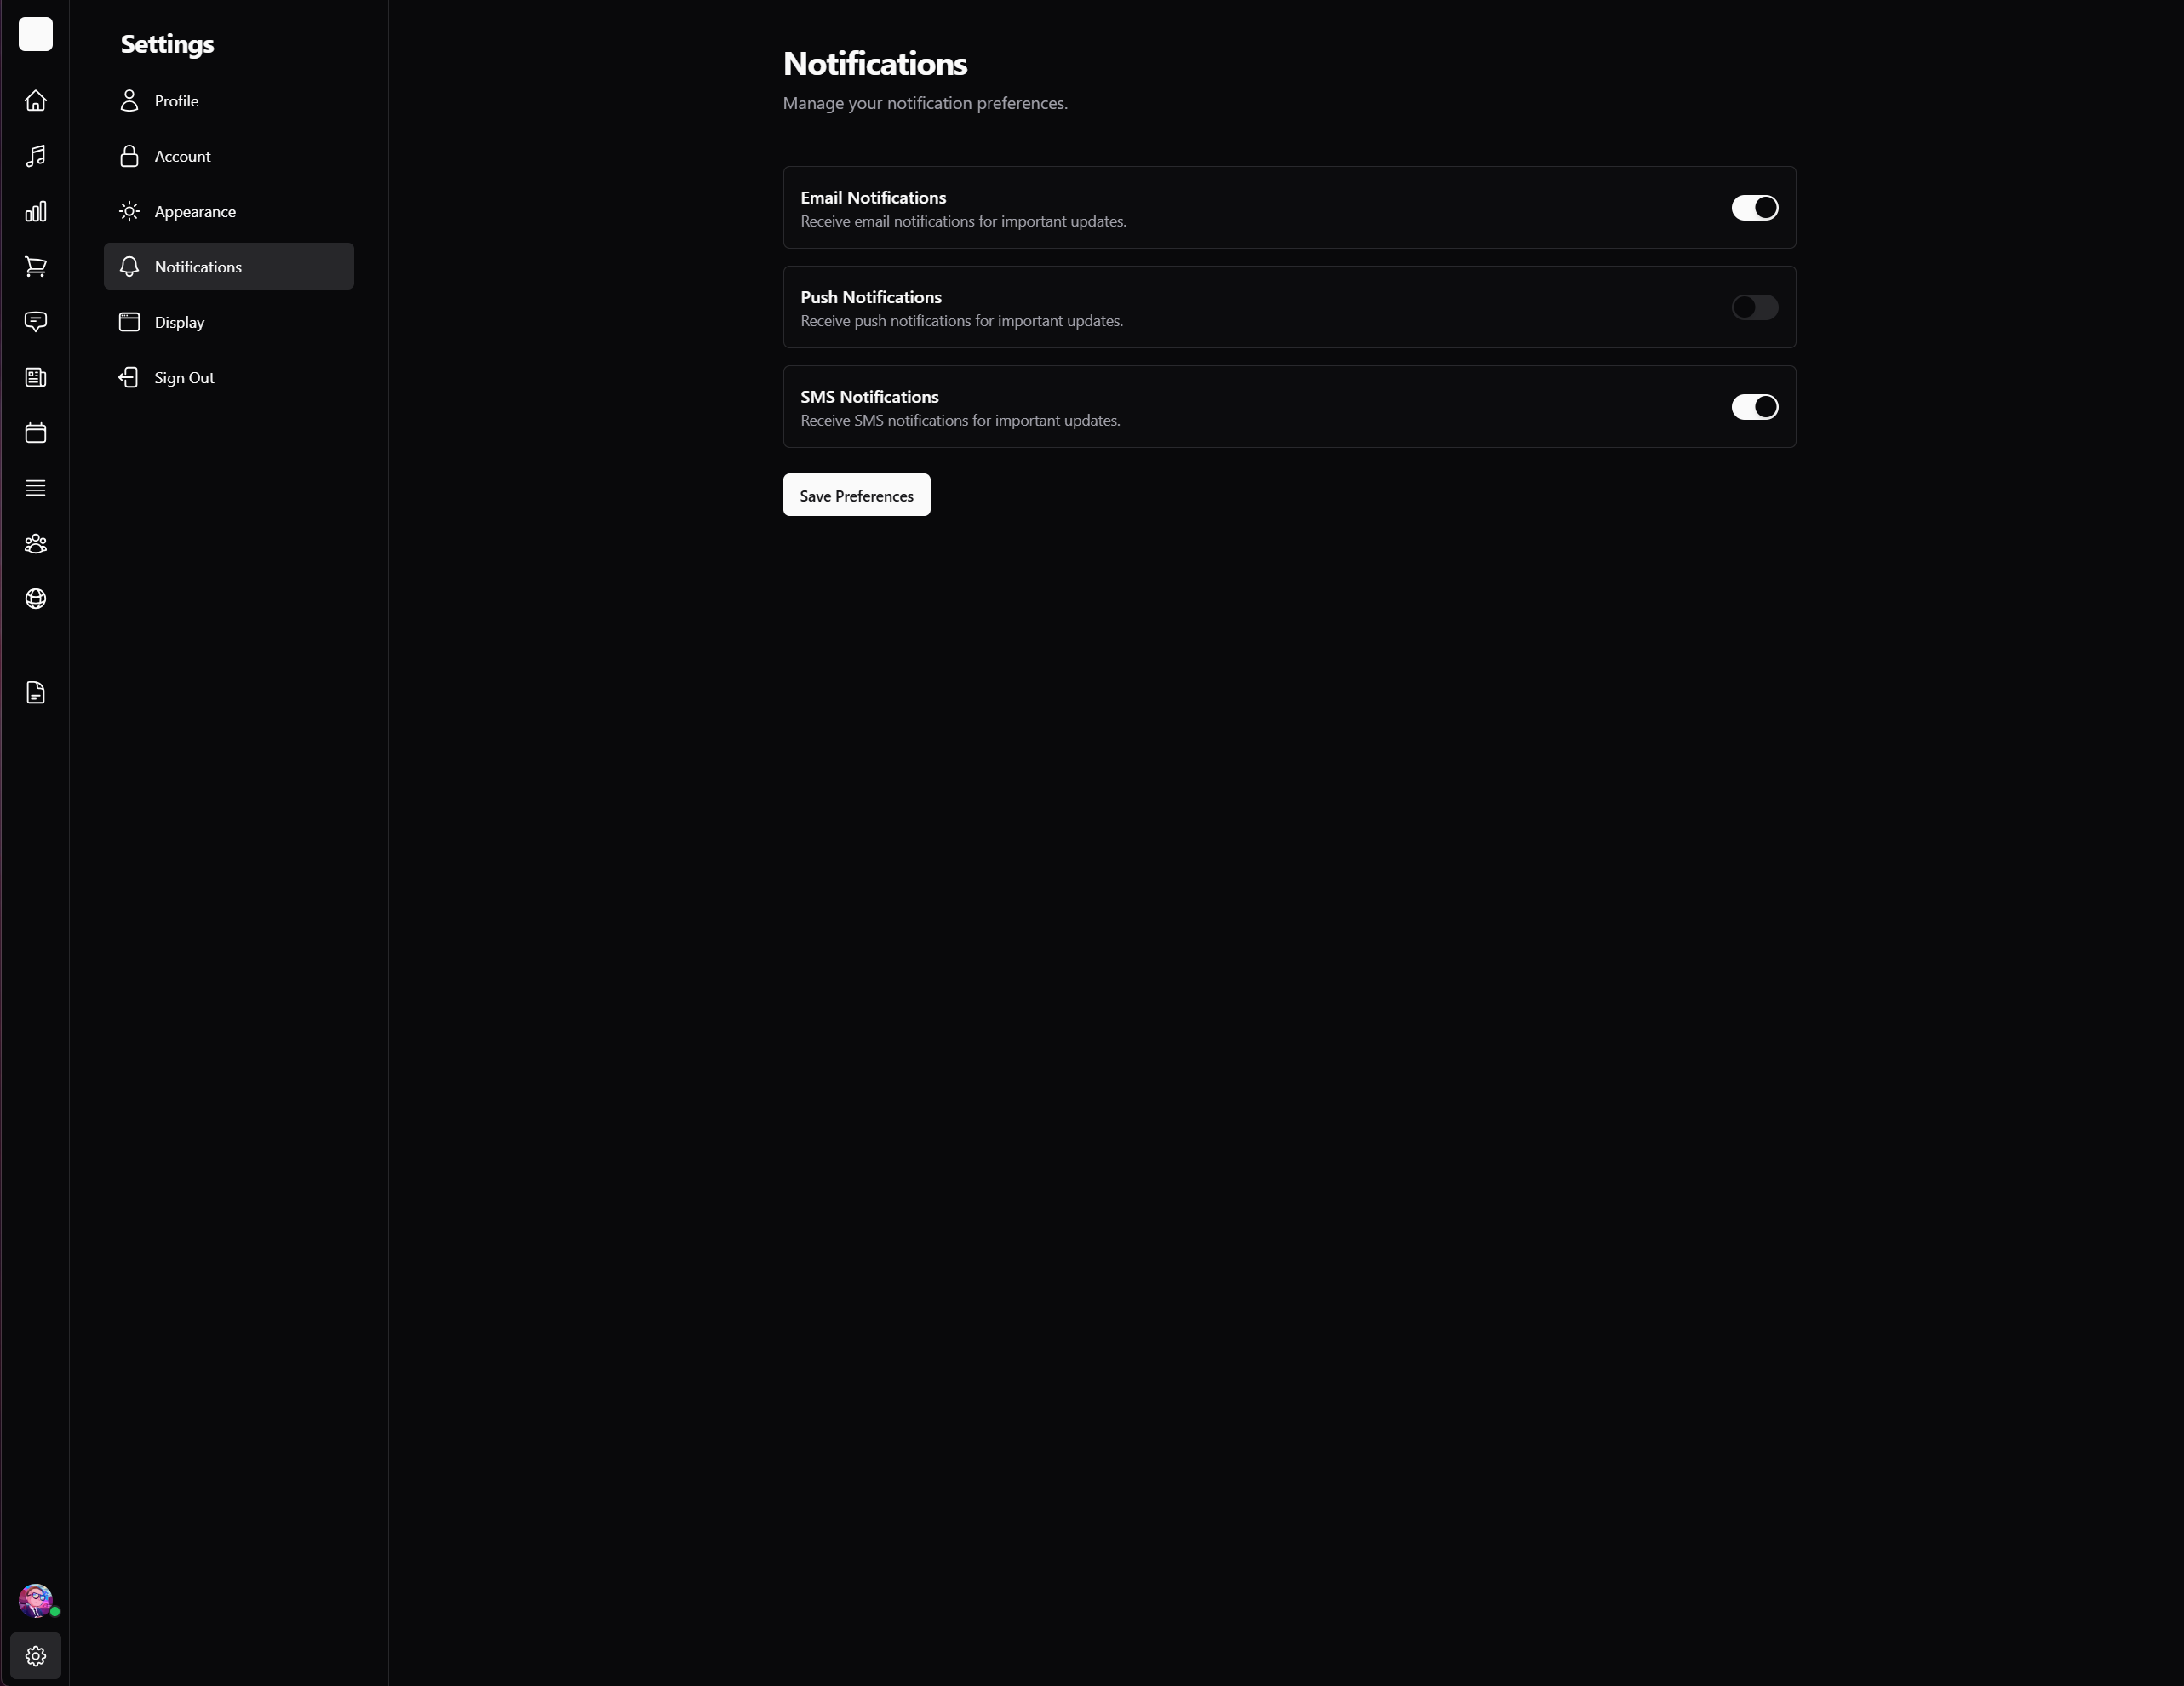 Settings
Profile
Account
Appearance
Notifications
Display
Sign Out
Notifications
Manage your notification preferences.
Email Notifications
Receive email notifications for important updates.
Push Notifications
Receive push notifications for important updates.
SMS Notifications
Receive SMS notifications for important updates.
Save Preferences